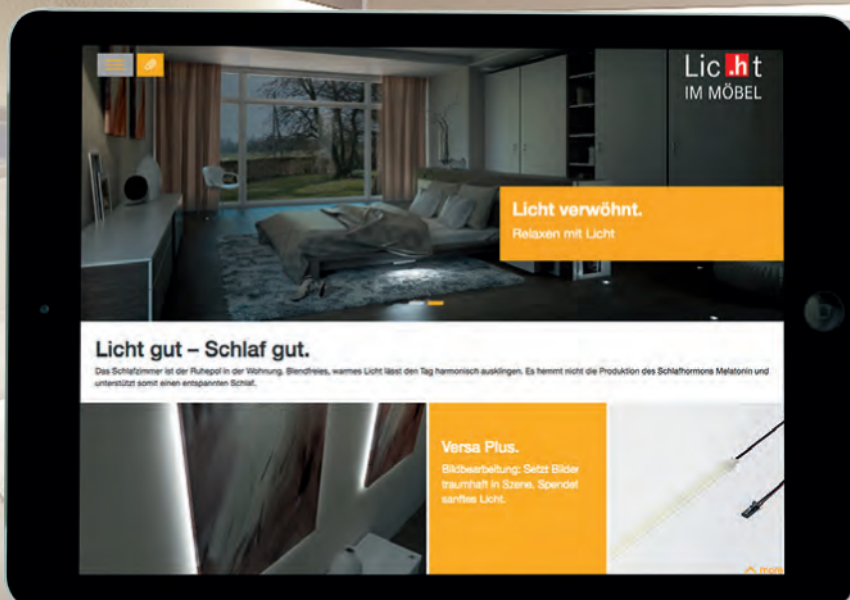 Lic .h t
IM MÖBEL
Licht verwöhnt.
Relaxen mit Licht
Licht gut – Schlaf gut.
Das Schlafzimmer ist der Ruhepol in der Wohnung. Blendfreies, warmes Licht lässt den Tag harmonisch ausklingen. Es hemmt nicht die Produktion des Schlafhormons Melatonin und
unterstützt somit einen entspannten Schlaf.
Versa Plus.
Bildbearbeitung: Setzt Bilder
traumhaft in Szene. Spendet
sanftes Licht.
more